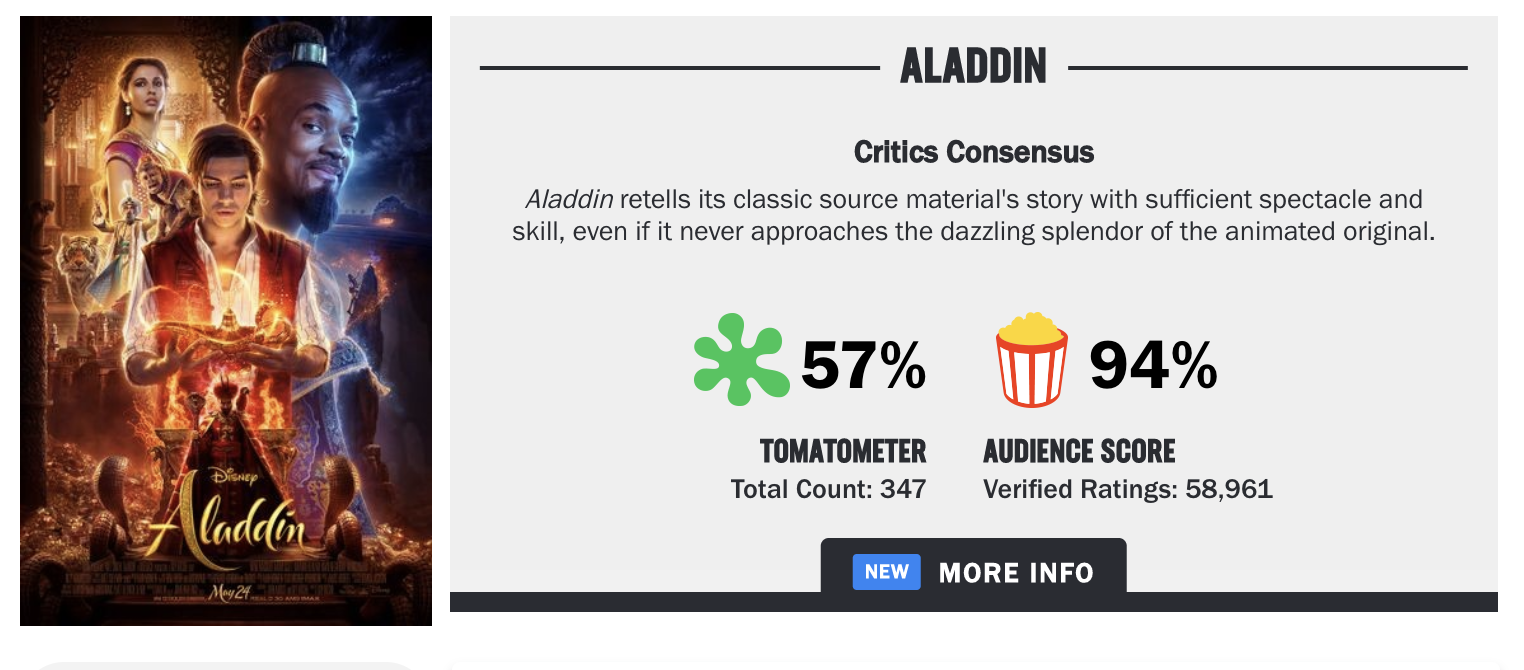 Disney
Aladdin
May 24
ALADDIN
Critics Consensus
Aladdin retells its classic source material's story with sufficient spectacle and
skill, even if it never approaches the dazzling splendor of the animated original.
57%
94%
TOMATOMETER
AUDIENCE SCORE
Total Count: 347
Verified Ratings: 58,961
NEW MORE INFO